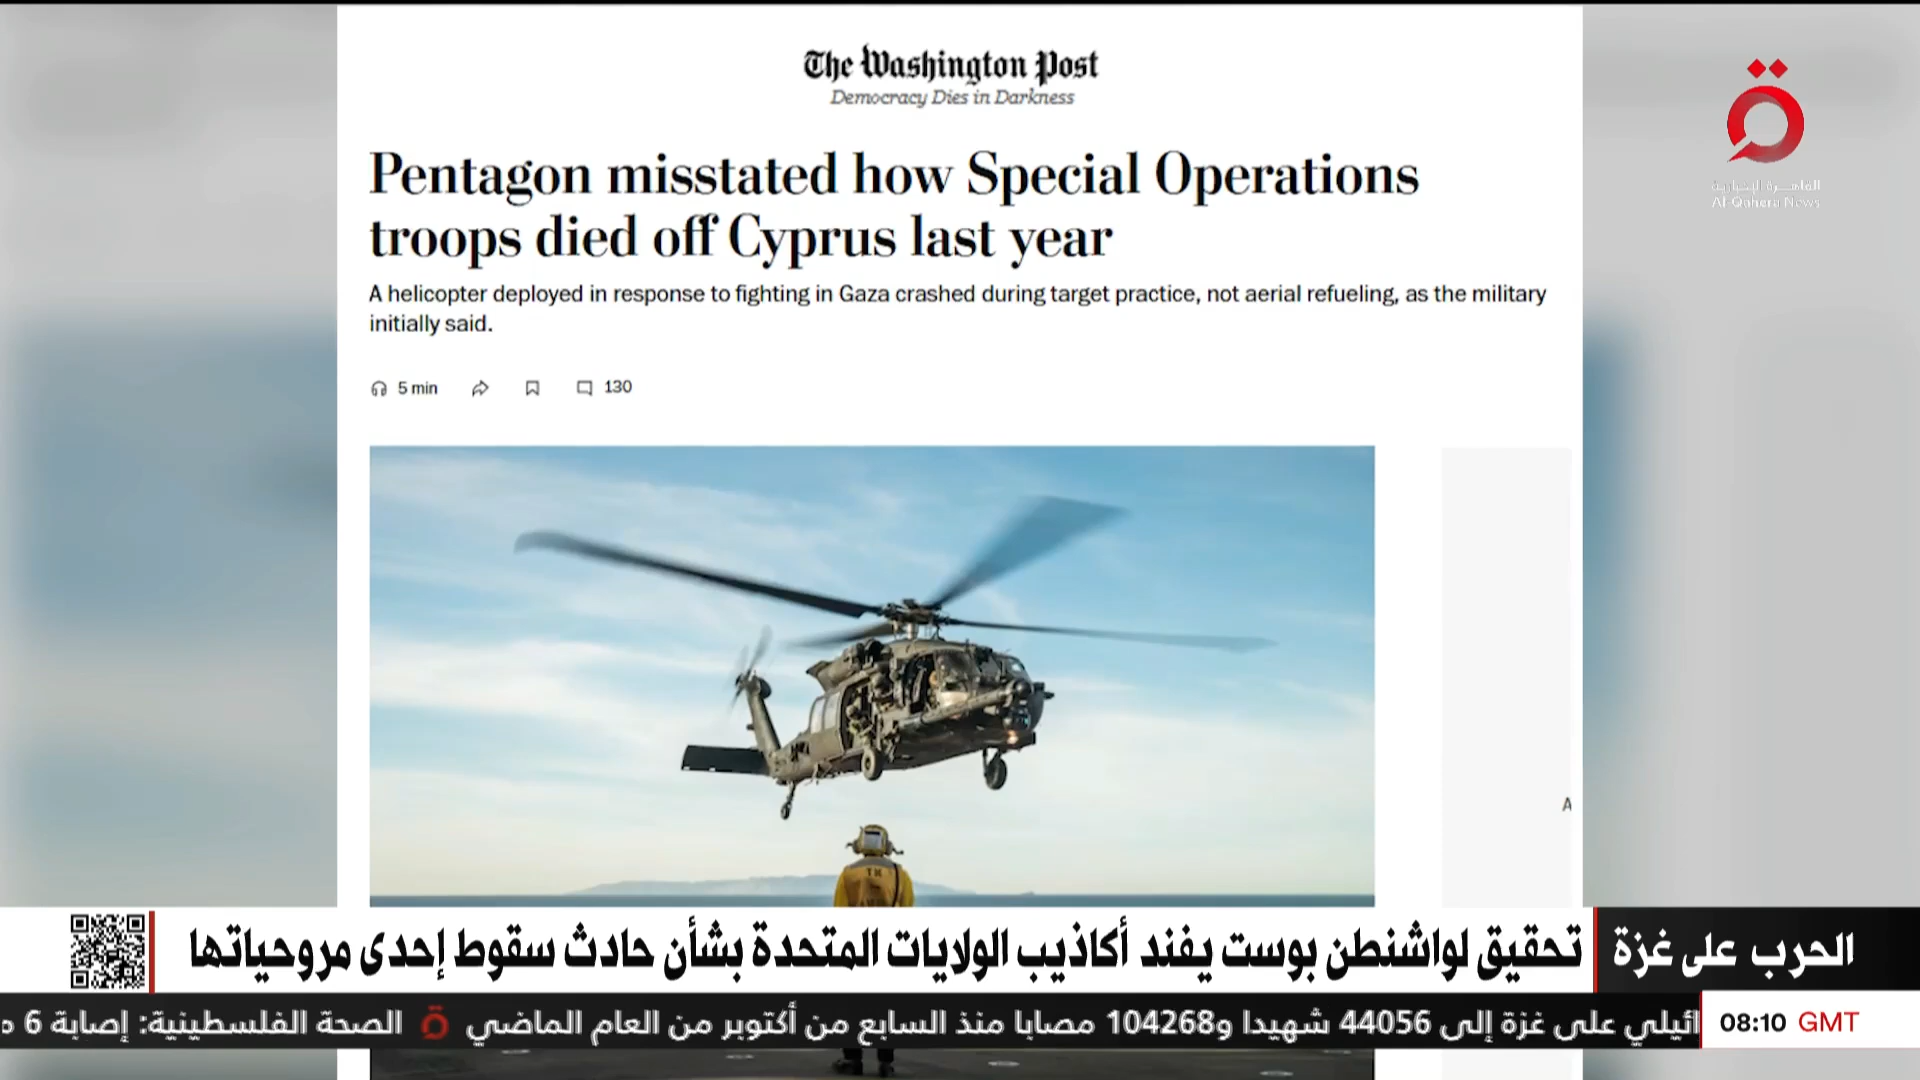 The Washington Post
Democracy Dies in Darkness
القاهرة الإخبارية
Al-Qahera News
Pentagon misstated how Special Operations
troops died off Cyprus last year
A helicopter deployed in response to fighting in Gaza crashed during target practice, not aerial refueling, as the military
initially said.
5 min
130
A
الحرب على غزة
تحقيق لواشنطن بوست يفند أكاذيب الولايات المتحدة بشأن حادث سقوط إحدى مروحياتها
ائيلي على غزة إلى 44056 شهيدا و104268 مصابا منذ السابع من أكتوبر من العام الماضي
الصحة الفلسطينية: إصابة 6
08:10 GMT